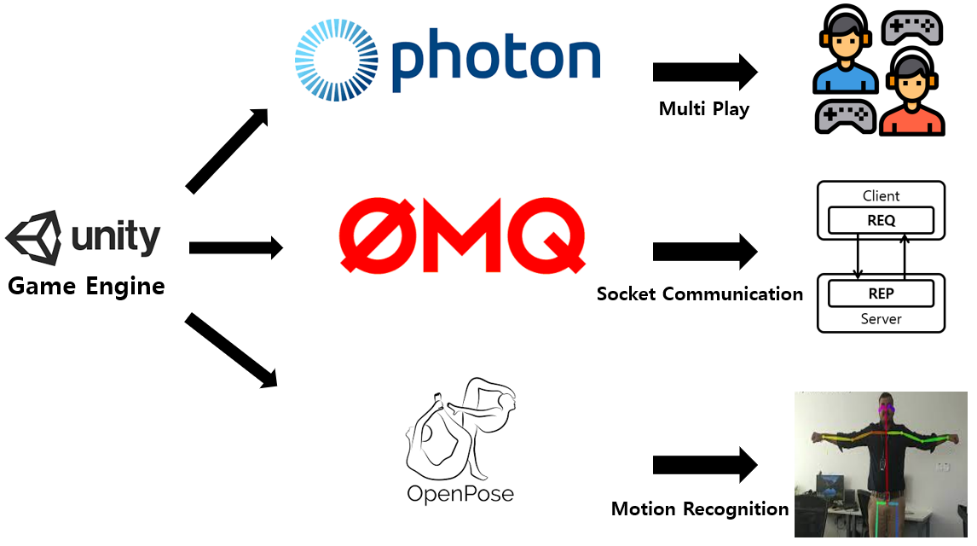 photon
Multi Play
unity
Game Engine
ØMQ
Socket Communication
Client
REQ
REP
Server
OpenPose
Motion Recognition